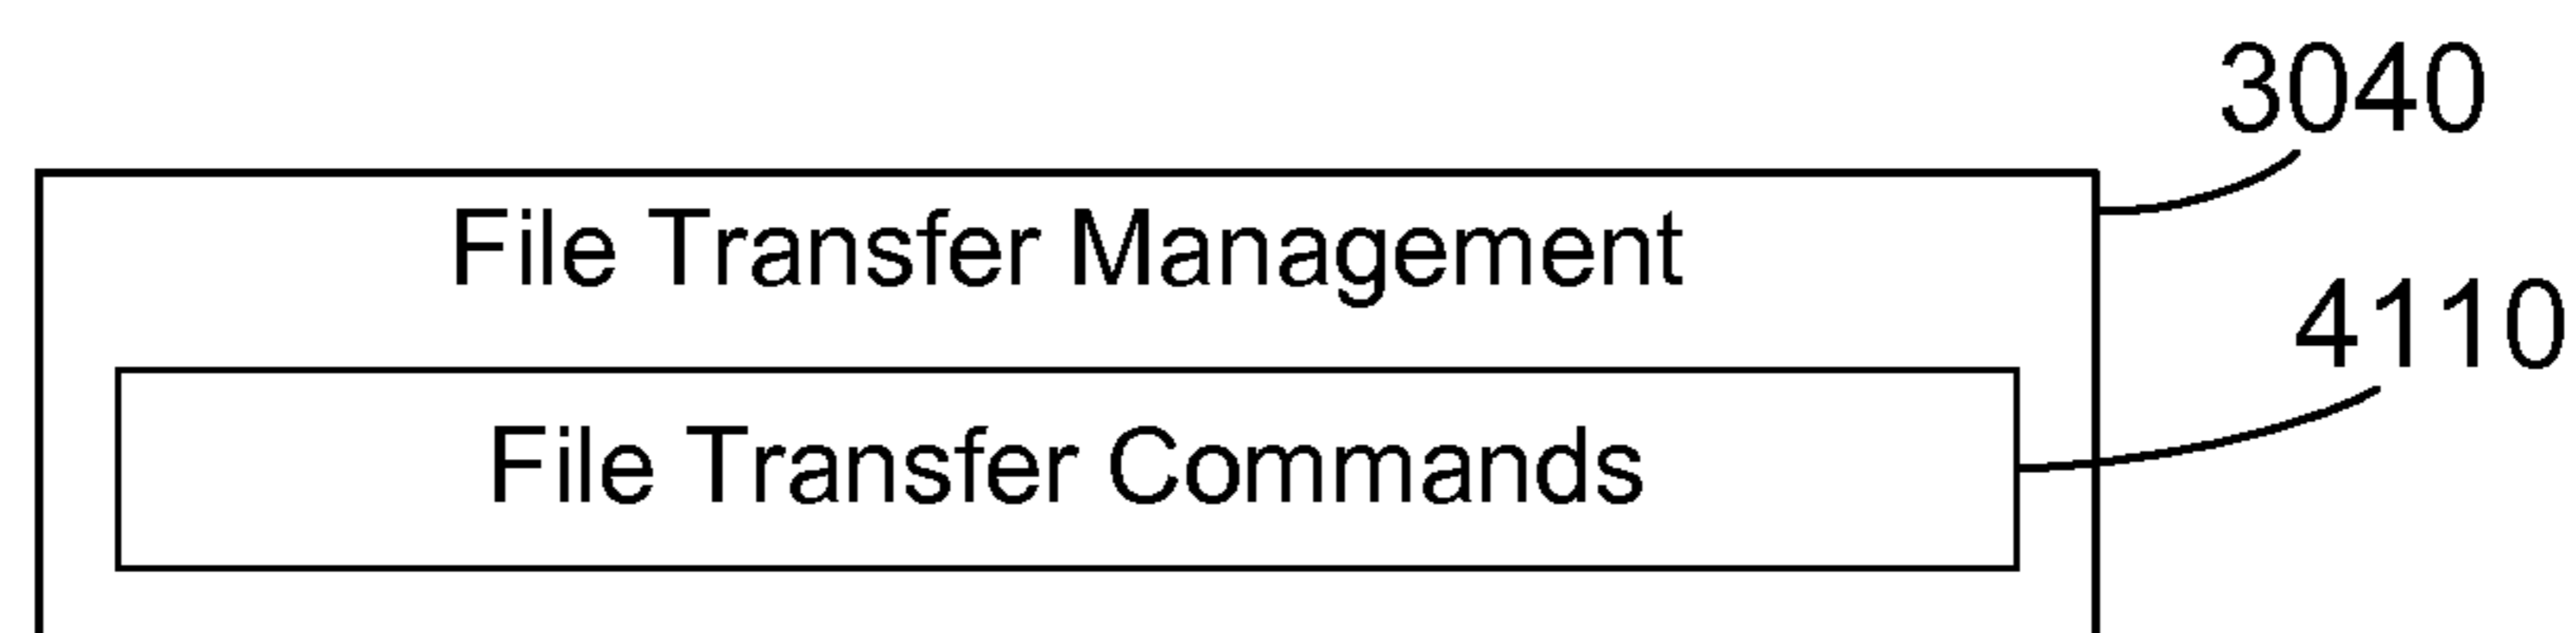 3040
File Transfer Management
4110
File Transfer Commands